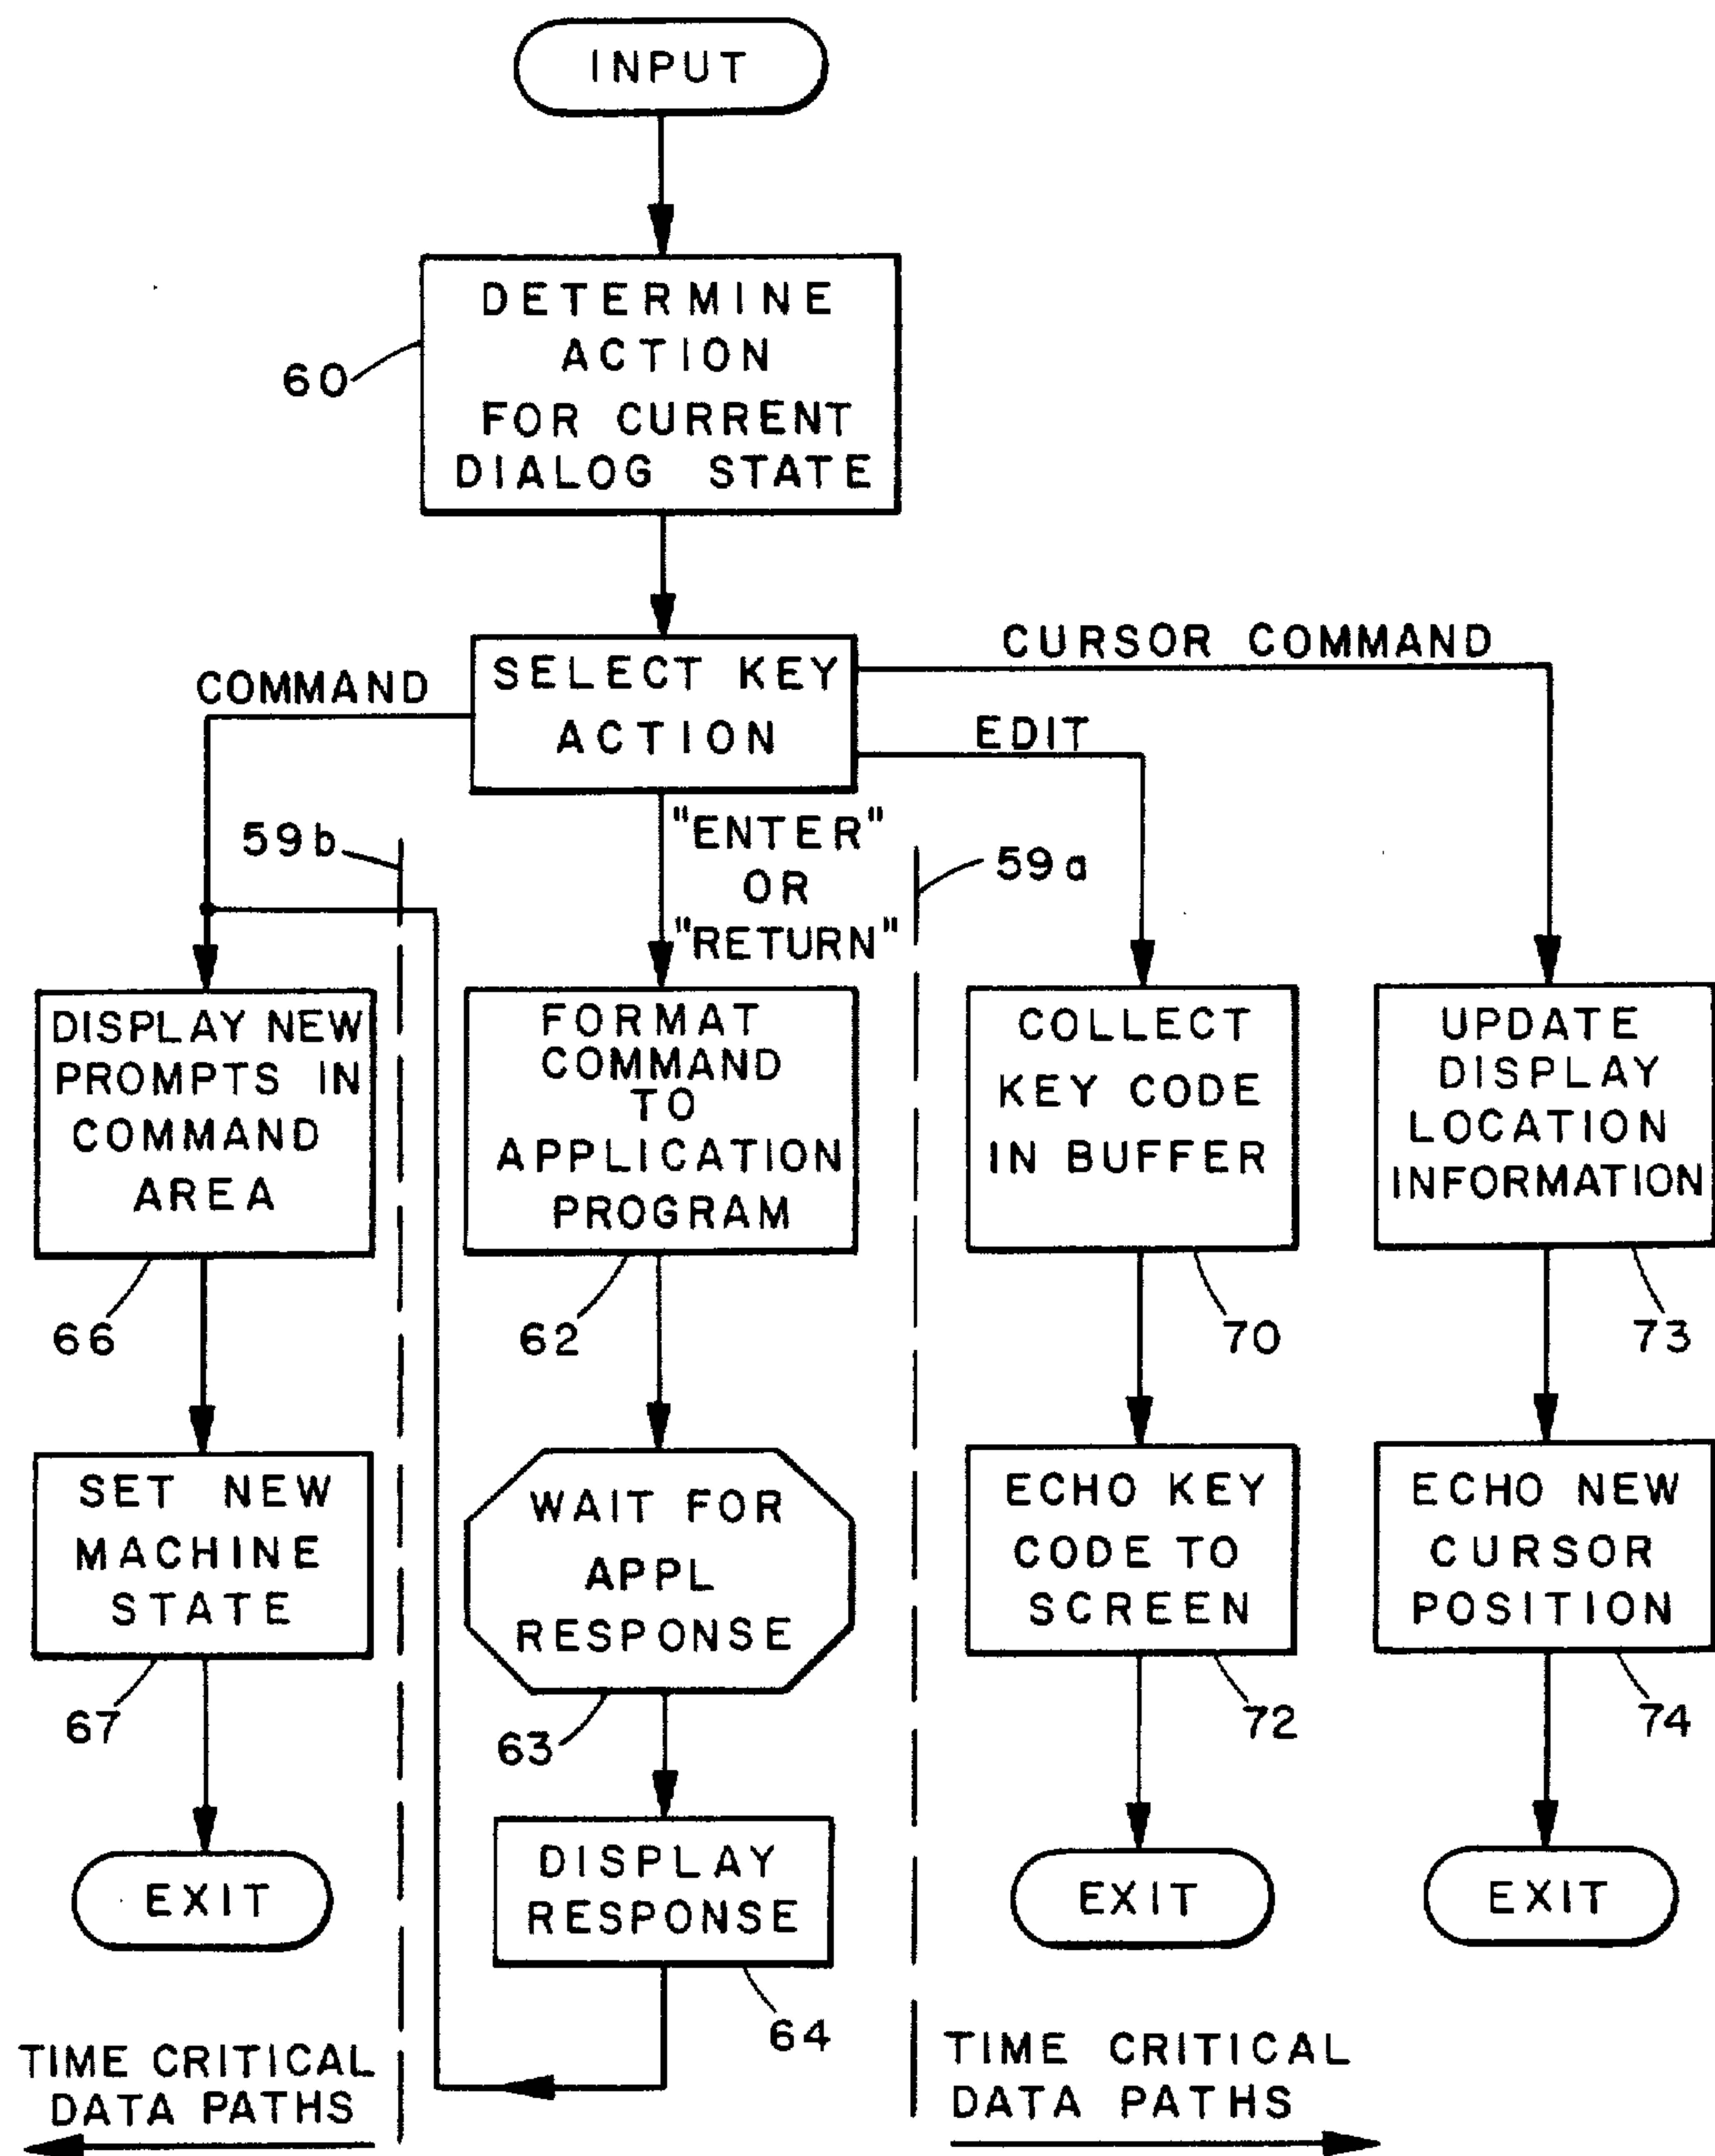 INPUT
DETERMINE
ACTION
FOR CURRENT
DIALOG STATE
60
SELECT KEY
ACTION
COMMAND
CURSOR COMMAND
EDIT
"ENTER"
OR
"RETURN"
59b
59a
DISPLAY NEW
PROMPTS IN
COMMAND
AREA
66
FORMAT
COMMAND
TO
APPLICATION
PROGRAM
62
COLLECT
KEY CODE
IN BUFFER
70
UPDATE
DISPLAY
LOCATION
INFORMATION
73
SET NEW
MACHINE
STATE
67
WAIT FOR
APPL
RESPONSE
63
ECHO KEY
CODE TO
SCREEN
72
ECHO NEW
CURSOR
POSITION
74
EXIT
DISPLAY
RESPONSE
64
EXIT
EXIT
TIME CRITICAL
DATA PATHS
TIME CRITICAL
DATA PATHS